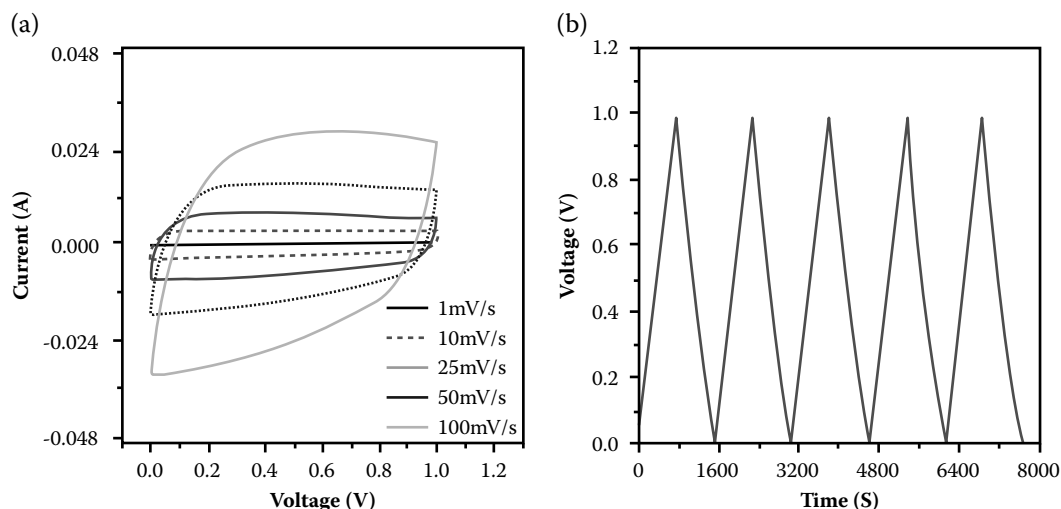 (a)
0.048
0.024
0.000
-0.024
-0.048
Current (A)
1mV/s
10mV/s
25mV/s
50mV/s
100mV/s
0.0 0.2 0.4 0.6 0.8 1.0 1.2
Voltage (V)
(b)
1.2
1.0
0.8
0.6
0.4
0.2
0.0
Voltage (V)
0 1600 3200 4800 6400 8000
Time (S)